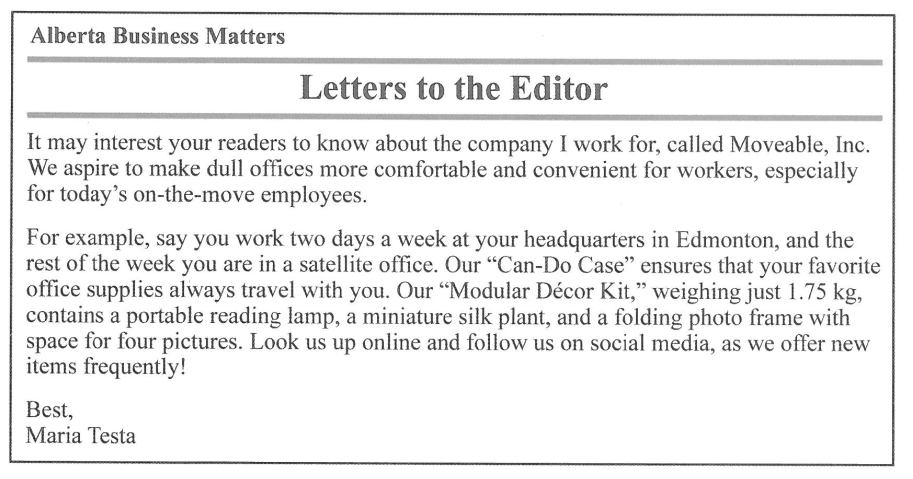 Alberta Business Matters
Letters to the Editor
It may interest your readers to know about the company I work for, called Moveable, Inc.
We aspire to make dull offices more comfortable and convenient for workers, especially
for today's on-the-move employees.
For example, say you work two days a week at your headquarters in Edmonton, and the
rest of the week you are in a satellite office. Our “Can-Do Case” ensures that your favorite
office supplies always travel with you. Our “Modular Décor Kit,” weighing just 1.75 kg,
contains a portable reading lamp, a miniature silk plant, and a folding photo frame with
space for four pictures. Look us up online and follow us on social media, as we offer new
items frequently!
Best,
Maria Testa